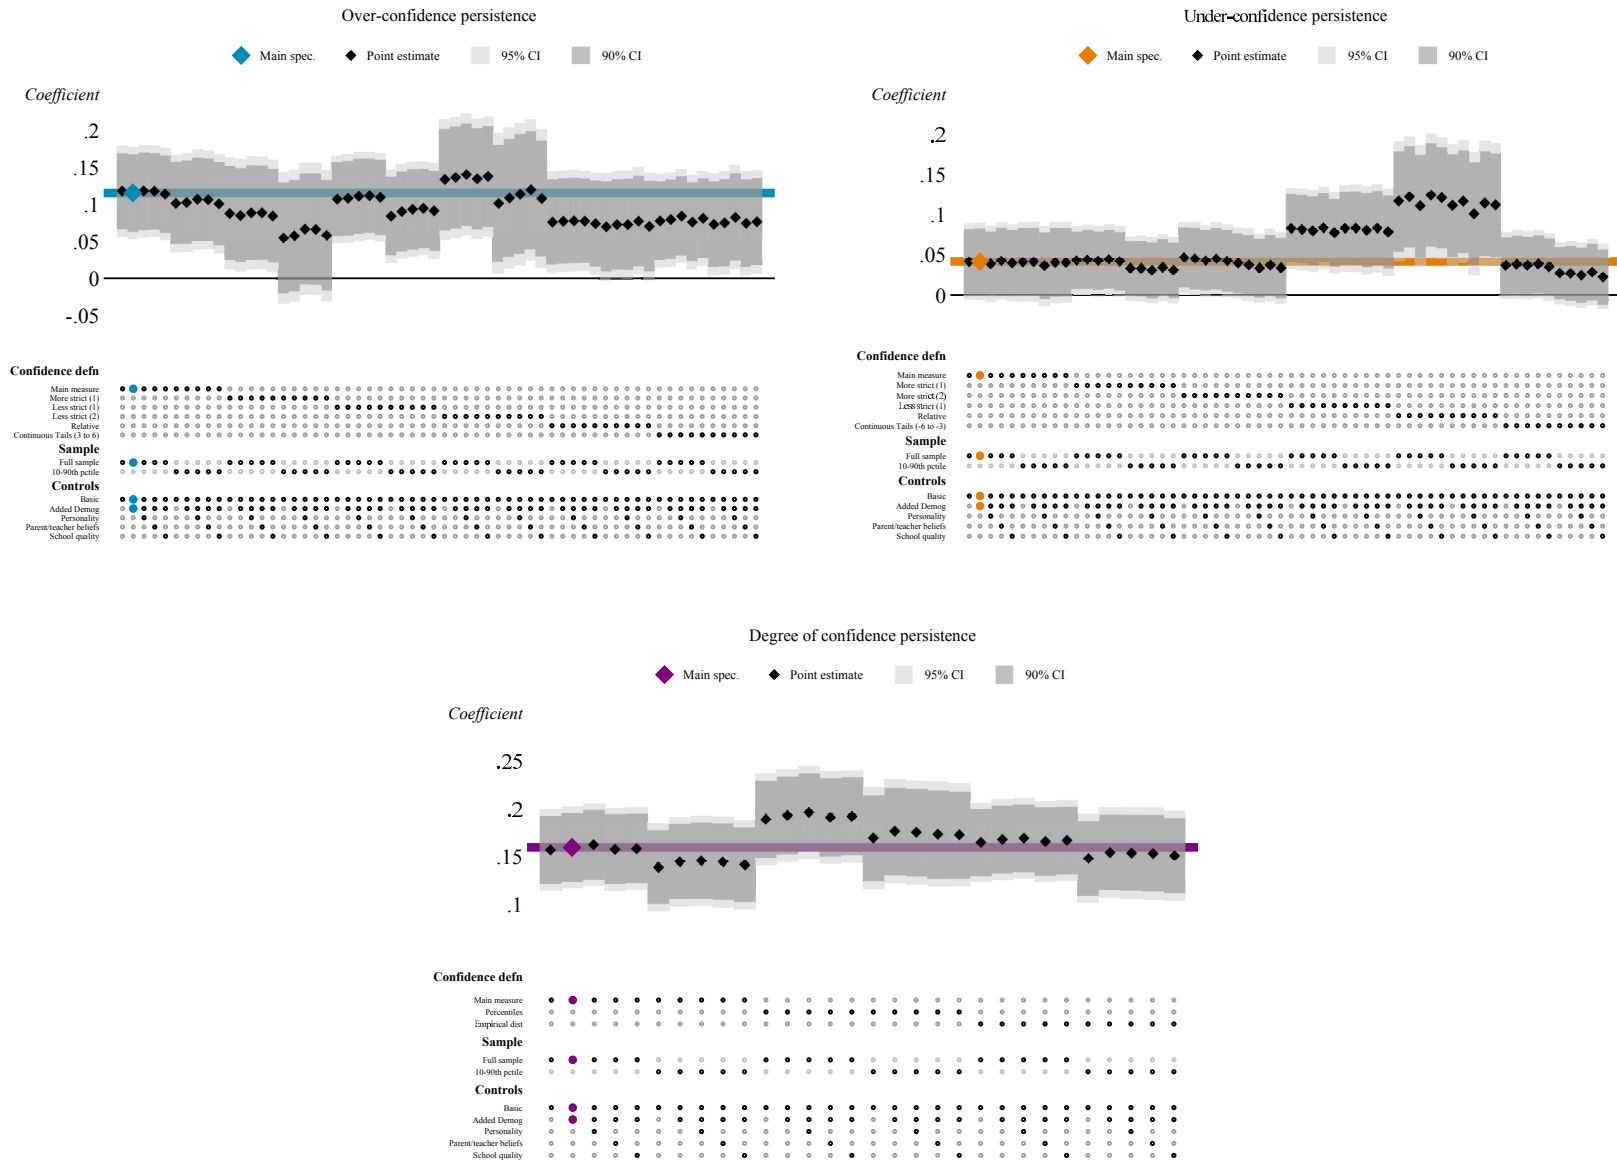 Over-confidence persistence
Main spec. Point estimate 95% CI 90% CI
Coefficient
.2
.15
.1
.05
0
-.05
Confidence defn
Main measure
More strict (1)
Less strict (1)
Less strict (2)
Relative
Continuous Tails (3 to 6)
Sample
Full sample
10-90th pctile
Controls
Basic
Added Demog
Personality
Parent/teacher beliefs
School quality
Under-confidence persistence
Main spec. Point estimate 95% CI 90% CI
Coefficient
.2
.15
.1
.05
0
Confidence defn
Main measure
More strict (1)
More strict (2)
Less strict (1)
Relative
Continuous Tails (-6 to -3)
Sample
Full sample
10-90th pctile
Controls
Basic
Added Demog
Personality
Parent/teacher beliefs
School quality
Degree of confidence persistence
Main spec. Point estimate 95% CI 90% CI
Coefficient
.25
.2
.15
.1
Confidence defn
Main measure
Percentiles
Empirical dist
Sample
Full sample
10-90th pctile
Controls
Basic
Added Demog
Personality
Parent/teacher beliefs
School quality